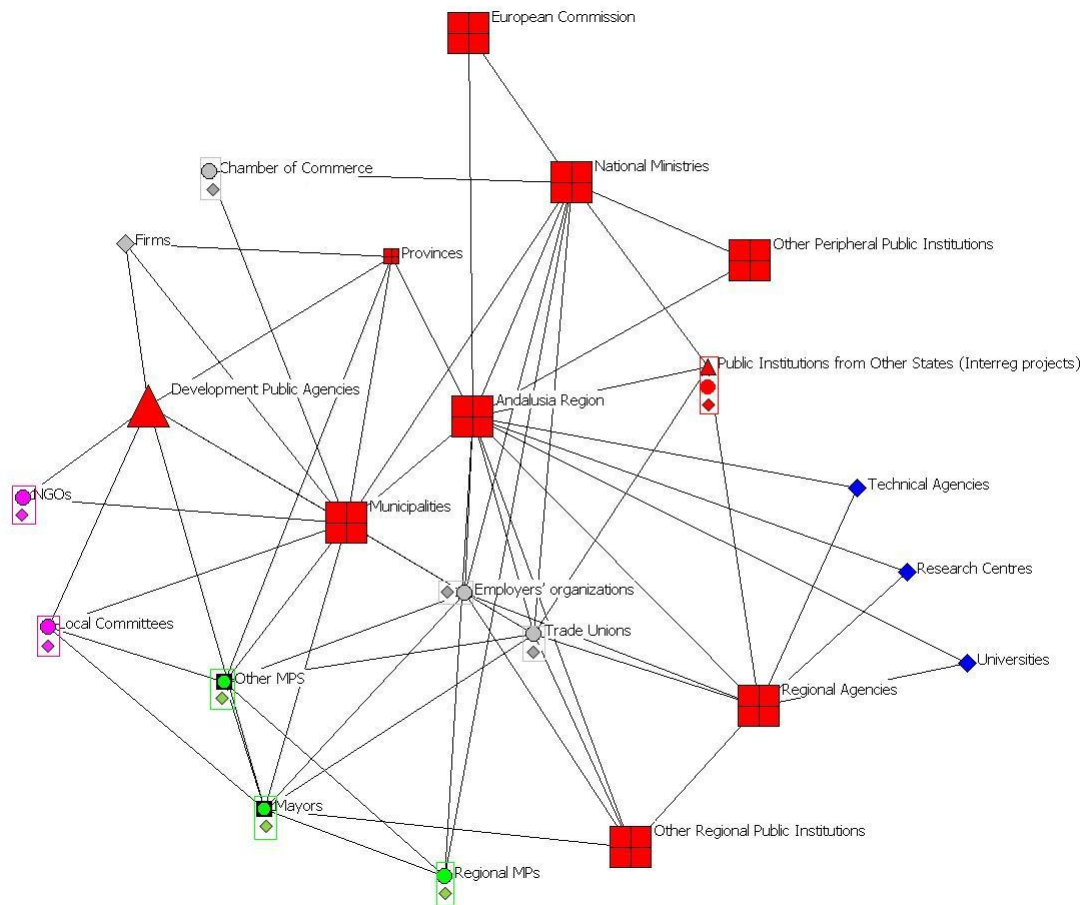 European Commission
Chamber of Commerce
National Ministries
Firms
Provinces
Other Peripheral Public Institutions
Public Institutions from Other States (Interreg projects)
Development Public Agencies
Andalusia Region
Technical Agencies
NGOs
Municipalities
Research Centres
Employers' organizations
Local Committees
Trade Unions
Universities
Other MPS
Regional Agencies
Mayors
Other Regional Public Institutions
Regional MPs